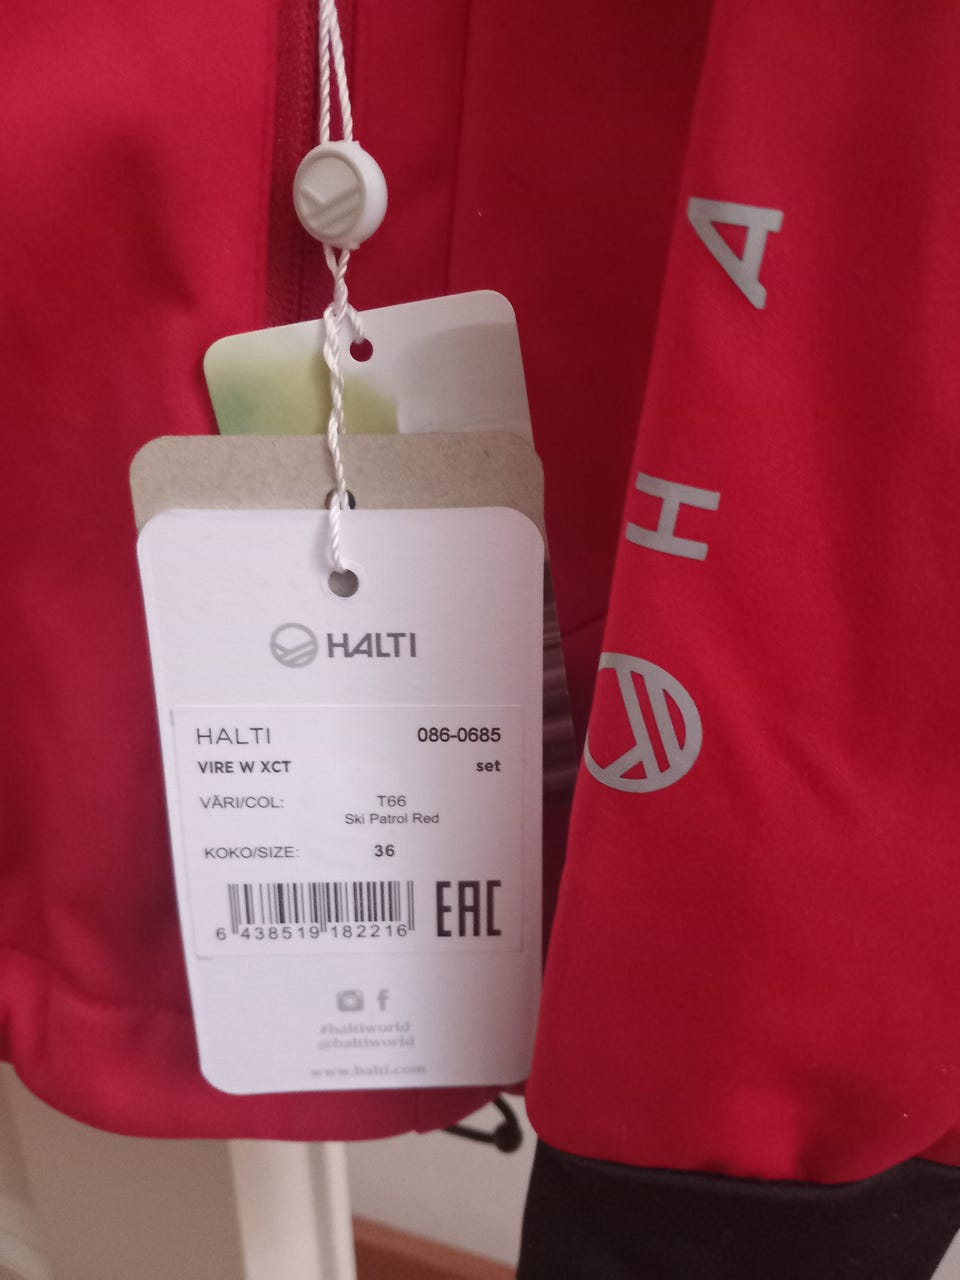 HALTI
HALTI 086-0685
VIRE W XCT set
VÄRI/COL: T66
Ski Patrol Red
KOKO/SIZE: 36
6 438519 182216 EAC
#haltiworld
@haltiworld
www.halti.com
HA